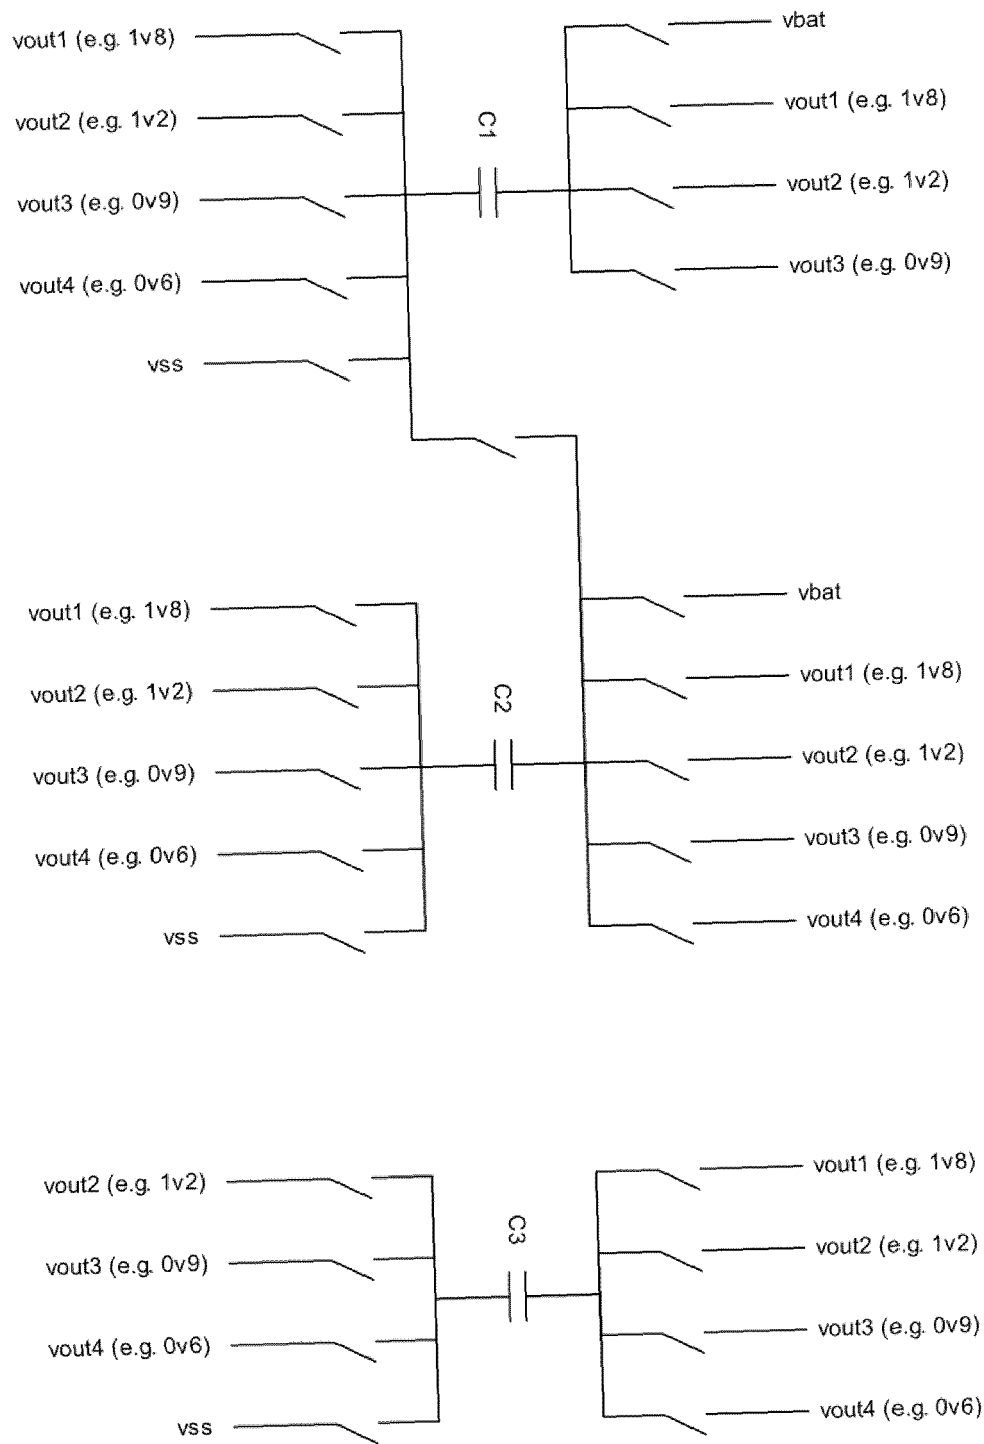 vout1 (e.g. 1v8)
vbat
vout2 (e.g. 1v2)
C1
vout1 (e.g. 1v8)
vout3 (e.g. 0v9)
vout2 (e.g. 1v2)
vout4 (e.g. 0v6)
vout3 (e.g. 0v9)
vss
vout1 (e.g. 1v8)
vbat
vout2 (e.g. 1v2)
C2
vout1 (e.g. 1v8)
vout3 (e.g. 0v9)
vout2 (e.g. 1v2)
vout4 (e.g. 0v6)
vout3 (e.g. 0v9)
vss
vout4 (e.g. 0v6)
vout2 (e.g. 1v2)
vout1 (e.g. 1v8)
C3
vout3 (e.g. 0v9)
vout2 (e.g. 1v2)
vout4 (e.g. 0v6)
vout3 (e.g. 0v9)
vss
vout4 (e.g. 0v6)